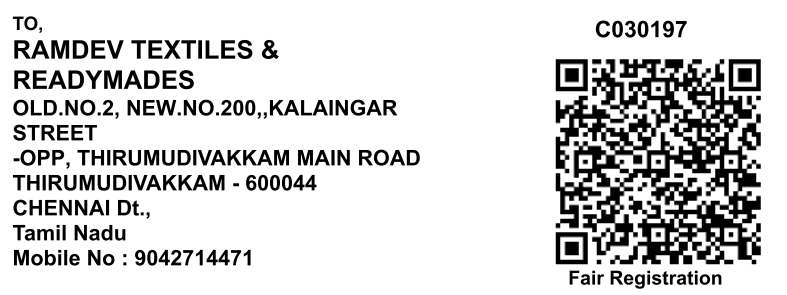 TO,
RAMDEV TEXTILES &
READYMADES
OLD.NO.2, NEW.NO.200,,KALAINGAR
STREET
-OPP, THIRUMUDIVAKKAM MAIN ROAD
THIRUMUDIVAKKAM - 600044
CHENNAI Dt.,
Tamil Nadu
Mobile No : 9042714471
C030197
Fair Registration